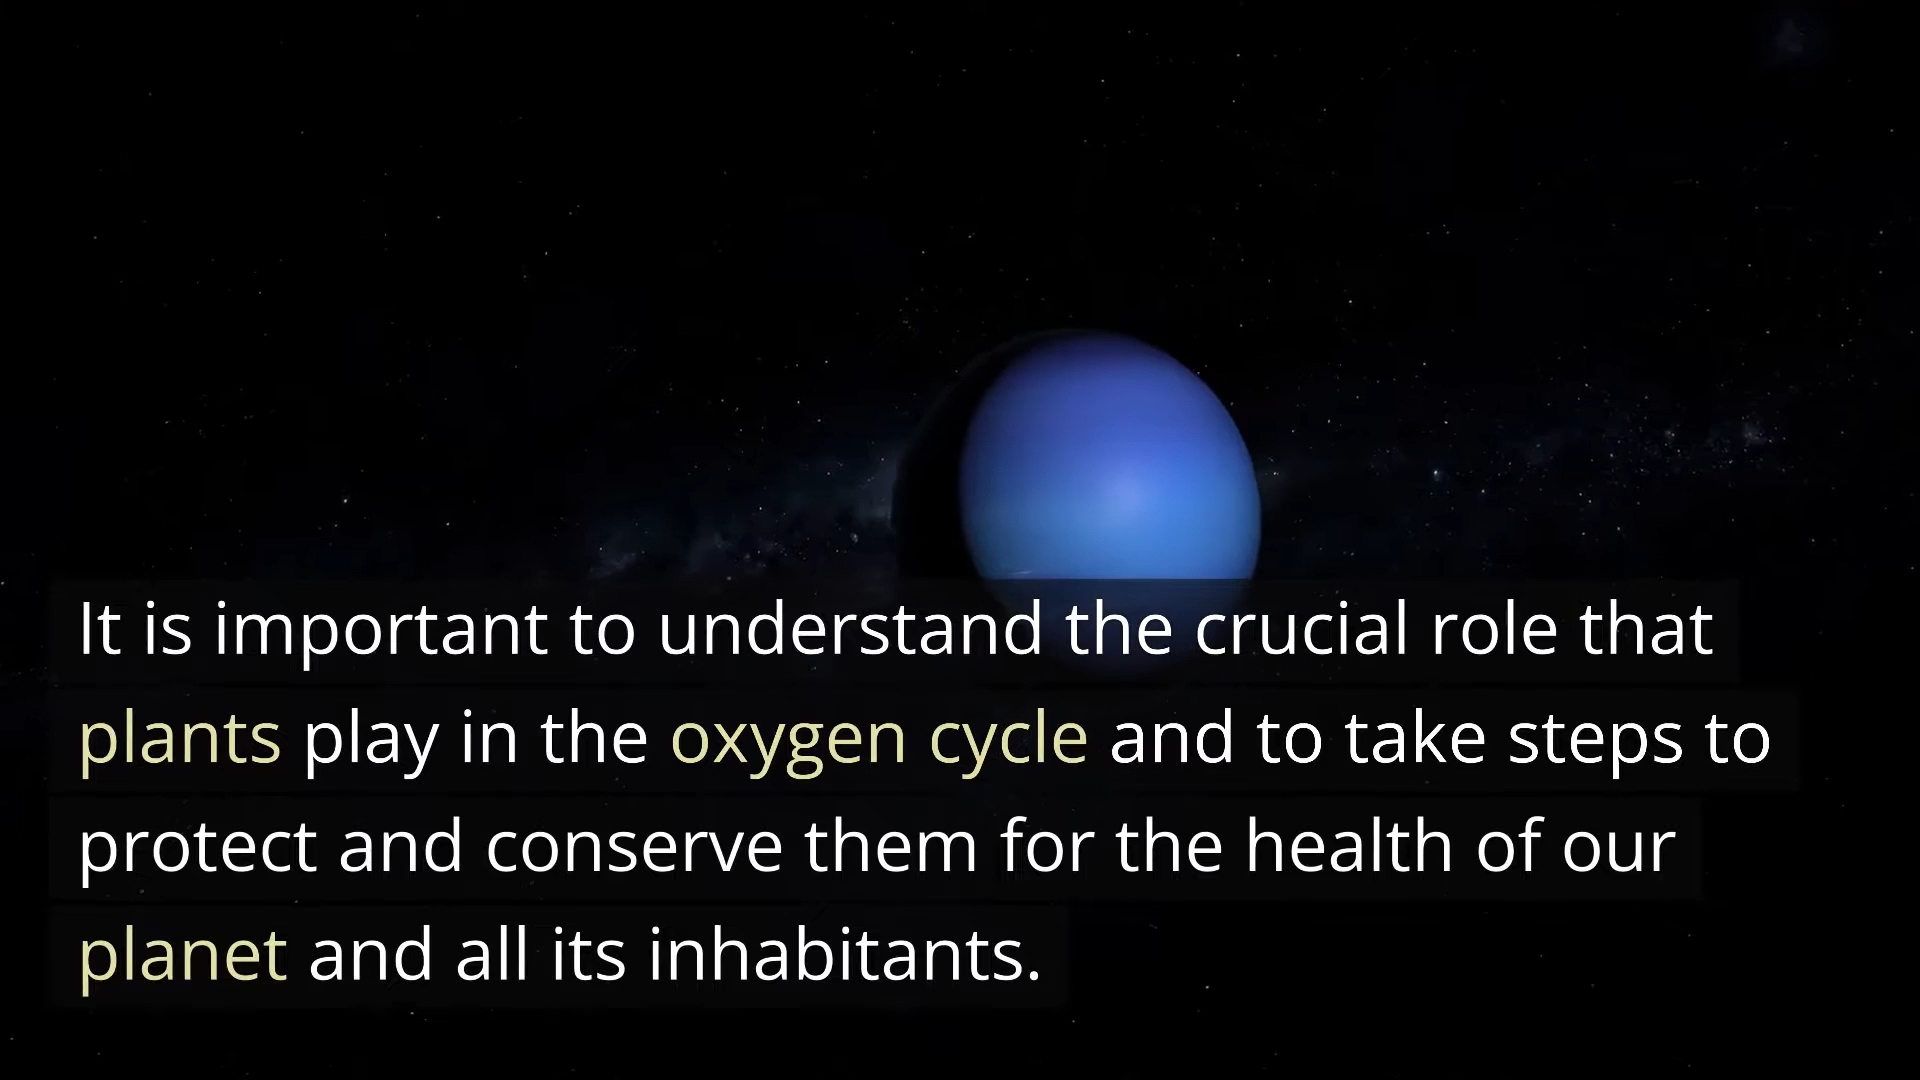 It is important to understand the crucial role that
plants play in the oxygen cycle and to take steps to
protect and conserve them for the health of our
planet and all its inhabitants.